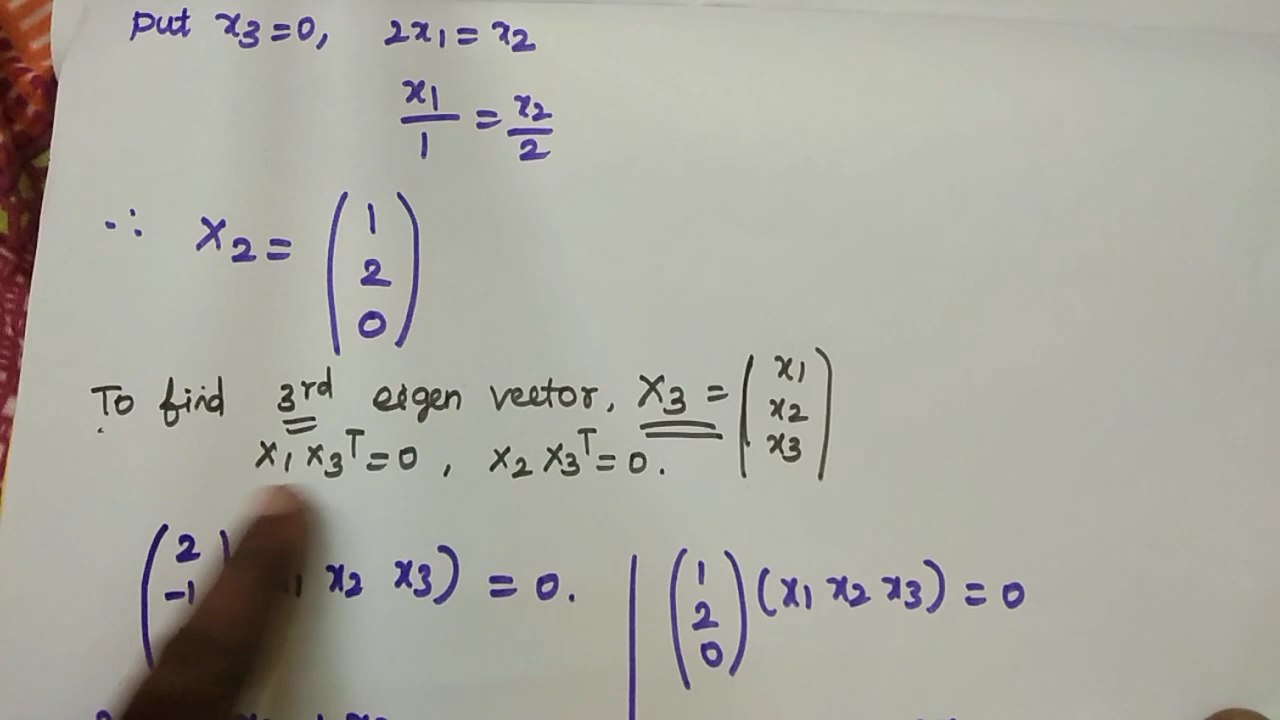 Put x3=0, 2x1 = x2
x1/1 = x2/2
∴ X2 = (1 2 0)
To find 3rd eigen vector, X3 = (x1 x2 x3)
X1 X3^T = 0, X2 X3^T = 0.
(2 -1 x2 x3) = 0. | (1 2 0) (x1 x2 x3) = 0